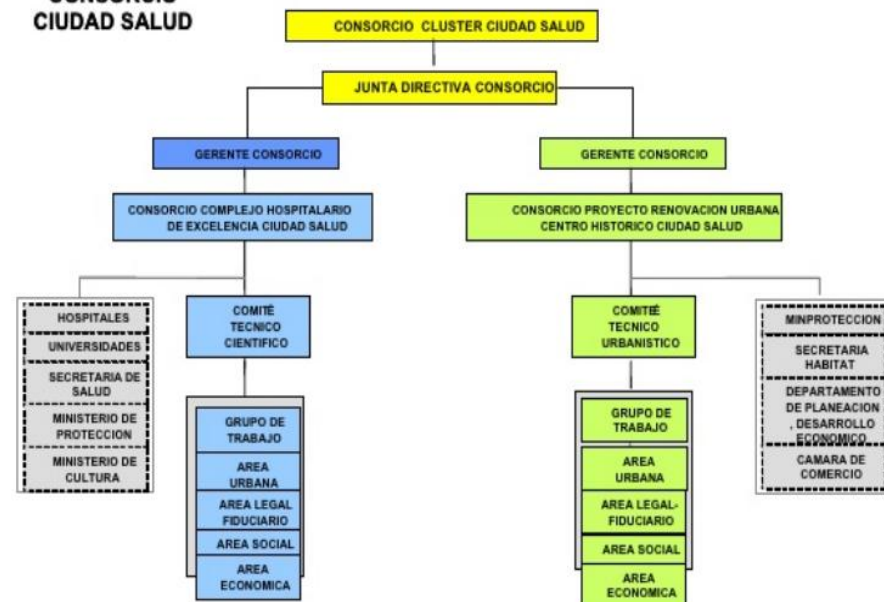 CONSORCIO
CIUDAD SALUD
CONSORCIO CLUSTER CIUDAD SALUD
JUNTA DIRECTIVA CONSORCIO
GERENTE CONSORCIO
GERENTE CONSORCIO
CONSORCIO COMPLEJO HOSPITALARIO
DE EXCELENCIA CIUDAD SALUD
CONSORCIO PROYECTO RENOVACION URBANA
CENTRO HISTORICO CIUDAD SALUD
HOSPITALES
UNIVERSIDADES
SECRETARIA DE
SALUD
MINISTERIO DE
PROTECCION
MINISTERIO DE
CULTURA
COMITÉ
TECNICO
CIENTIFICO
GRUPO DE
TRABAJO
AREA
URBANA
AREA LEGAL
FIDUCIARIO
AREA SOCIAL
AREA
ECONOMICA
COMITÉ
TECNICO
URBANISTICO
GRUPO DE
TRABAJO
AREA
URBANA
AREA LEGAL-
FIDUCIARIO
AREA SOCIAL
AREA
ECONOMICA
MINPROTECCION
SECRETARIA
HABITAT
DEPARTAMENTO
DE PLANEACION
, DESARROLLO
ECONOMICO
CAMARA DE
COMERCIO